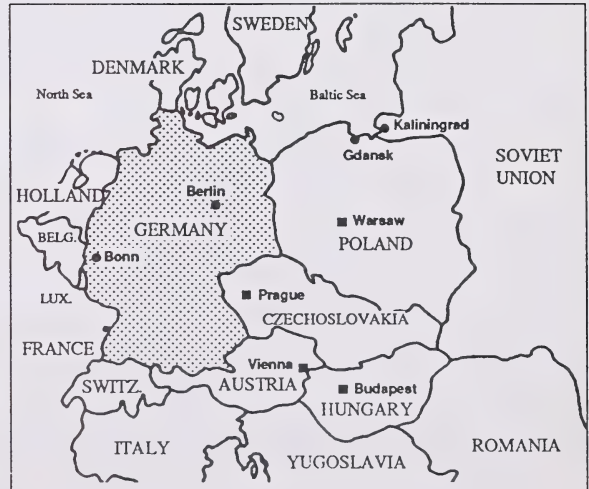 SWEDEN
DENMARK
North Sea
Baltic Sea
Kaliningrad
Gdansk
SOVIET
UNION
HOLLAND
Berlin
GERMANY
Warsaw
POLAND
BELG.
Bonn
LUX.
Prague
CZECHOSLOVAKIA
FRANCE
Vienna
AUSTRIA
SWITZ.
Budapest
HUNGARY
ITALY
YUGOSLAVIA
ROMANIA